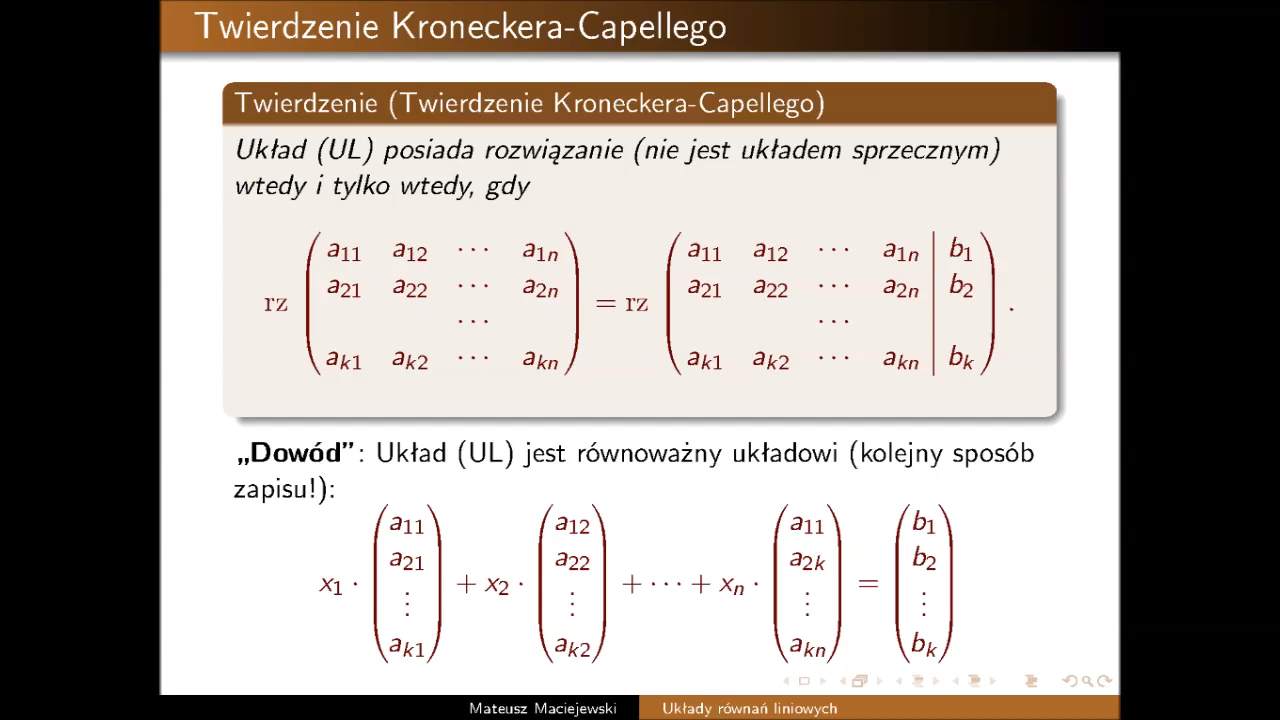 Twierdzenie Kroneckera-Capellego
Twierdzenie (Twierdzenie Kroneckera-Capellego)
Układ (UL) posiada rozwiązanie (nie jest układem sprzecznym)
wtedy i tylko wtedy, gdy
a₁₁ a₁₂ ⋯ a₁ₙ a₁₁ a₁₂ ⋯ a₁ₙ | b₁
a₂₁ a₂₂ ⋯ a₂ₙ a₂₁ a₂₂ ⋯ a₂ₙ | b₂
rz = rz .
⋯ ⋯
aₖ₁ aₖ₂ ⋯ aₖₙ aₖ₁ aₖ₂ ⋯ aₖₙ | bₖ
„Dowód”: Układ (UL) jest równoważny układowi (kolejny sposób
zapisu!):
a₁₁ a₁₂ a₁₁ b₁
a₂₁ a₂₂ a₂ₖ b₂
x₁ · + x₂ · + ⋯ + xₙ · =
⋮ ⋮ ⋮ ⋮
aₖ₁ aₖ₂ aₖₙ bₖ
Mateusz Maciejewski Układy równań liniowych